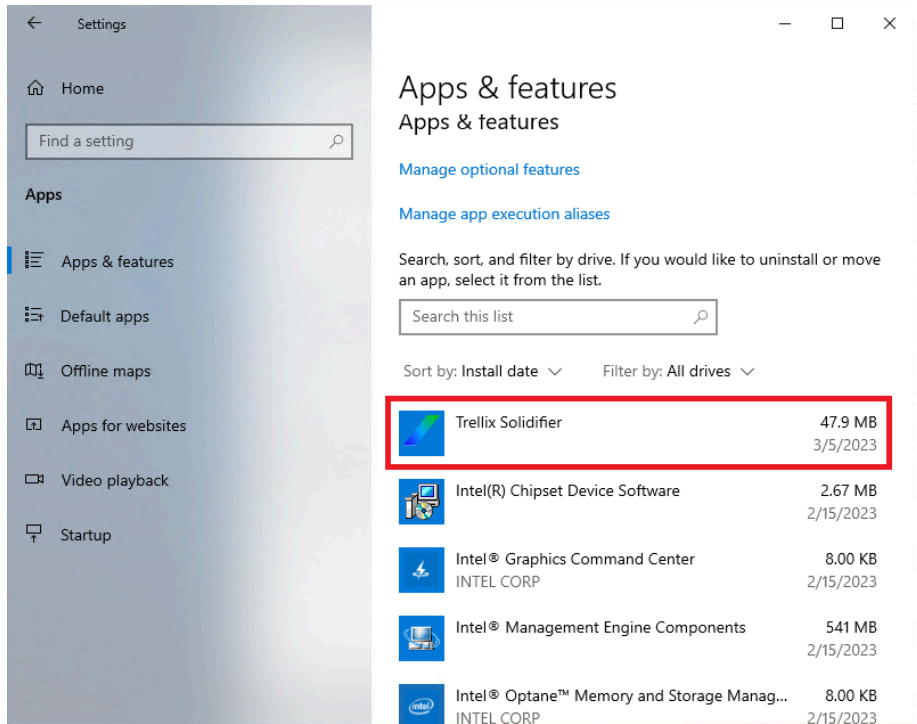 Settings
Home
Find a setting
Apps
Apps & features
Default apps
Offline maps
Apps for websites
Video playback
Startup
Apps & features
Apps & features
Manage optional features
Manage app execution aliases
Search, sort, and filter by drive. If you would like to uninstall or move
an app, select it from the list.
Search this list
Sort by: Install date Filter by: All drives
Trellix Solidifier 47.9 MB
3/5/2023
Intel(R) Chipset Device Software 2.67 MB
2/15/2023
Intel® Graphics Command Center 8.00 KB
INTEL CORP 2/15/2023
Intel® Management Engine Components 541 MB
2/15/2023
intel
Intel® Optane™ Memory and Storage Manag... 8.00 KB
INTEL CORP 2/15/2023